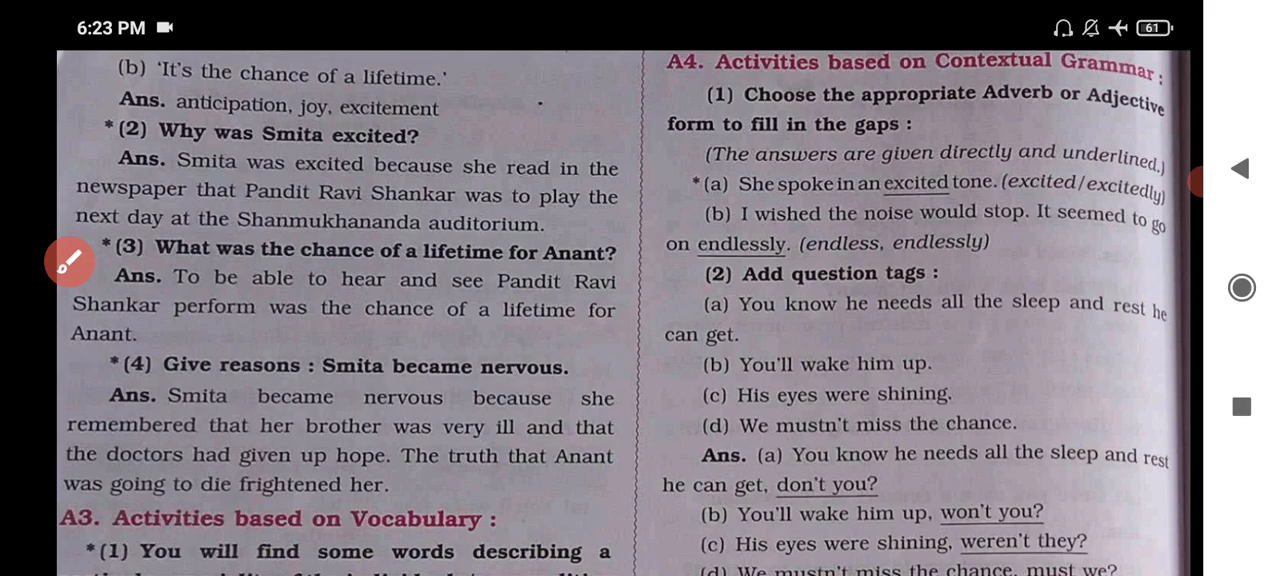 6:23 PM
61
(b) ‘It's the chance of a lifetime.’
Ans. anticipation, joy, excitement
*(2) Why was Smita excited?
Ans. Smita was excited because she read in the
newspaper that Pandit Ravi Shankar was to play the
next day at the Shanmukhananda auditorium.
*(3) What was the chance of a lifetime for Anant?
Ans. To be able to hear and see Pandit Ravi
Shankar perform was the chance of a lifetime for
Anant.
*(4) Give reasons : Smita became nervous.
Ans. Smita became nervous because she
remembered that her brother was very ill and that
the doctors had given up hope. The truth that Anant
was going to die frightened her.
A3. Activities based on Vocabulary :
*(1) You will find some words describing a
A4. Activities based on Contextual Grammar :
(1) Choose the appropriate Adverb or Adjective
form to fill in the gaps :
(The answers are given directly and underlined.)
*(a) She spoke in an excited tone. (excited/excitedly)
(b) I wished the noise would stop. It seemed to go
on endlessly. (endless, endlessly)
(2) Add question tags :
(a) You know he needs all the sleep and rest he
can get.
(b) You'll wake him up.
(c) His eyes were shining.
(d) We mustn't miss the chance.
Ans. (a) You know he needs all the sleep and rest
he can get, don't you?
(b) You'll wake him up, won't you?
(c) His eyes were shining, weren't they?
(d) We mustn't miss the chance, must we?